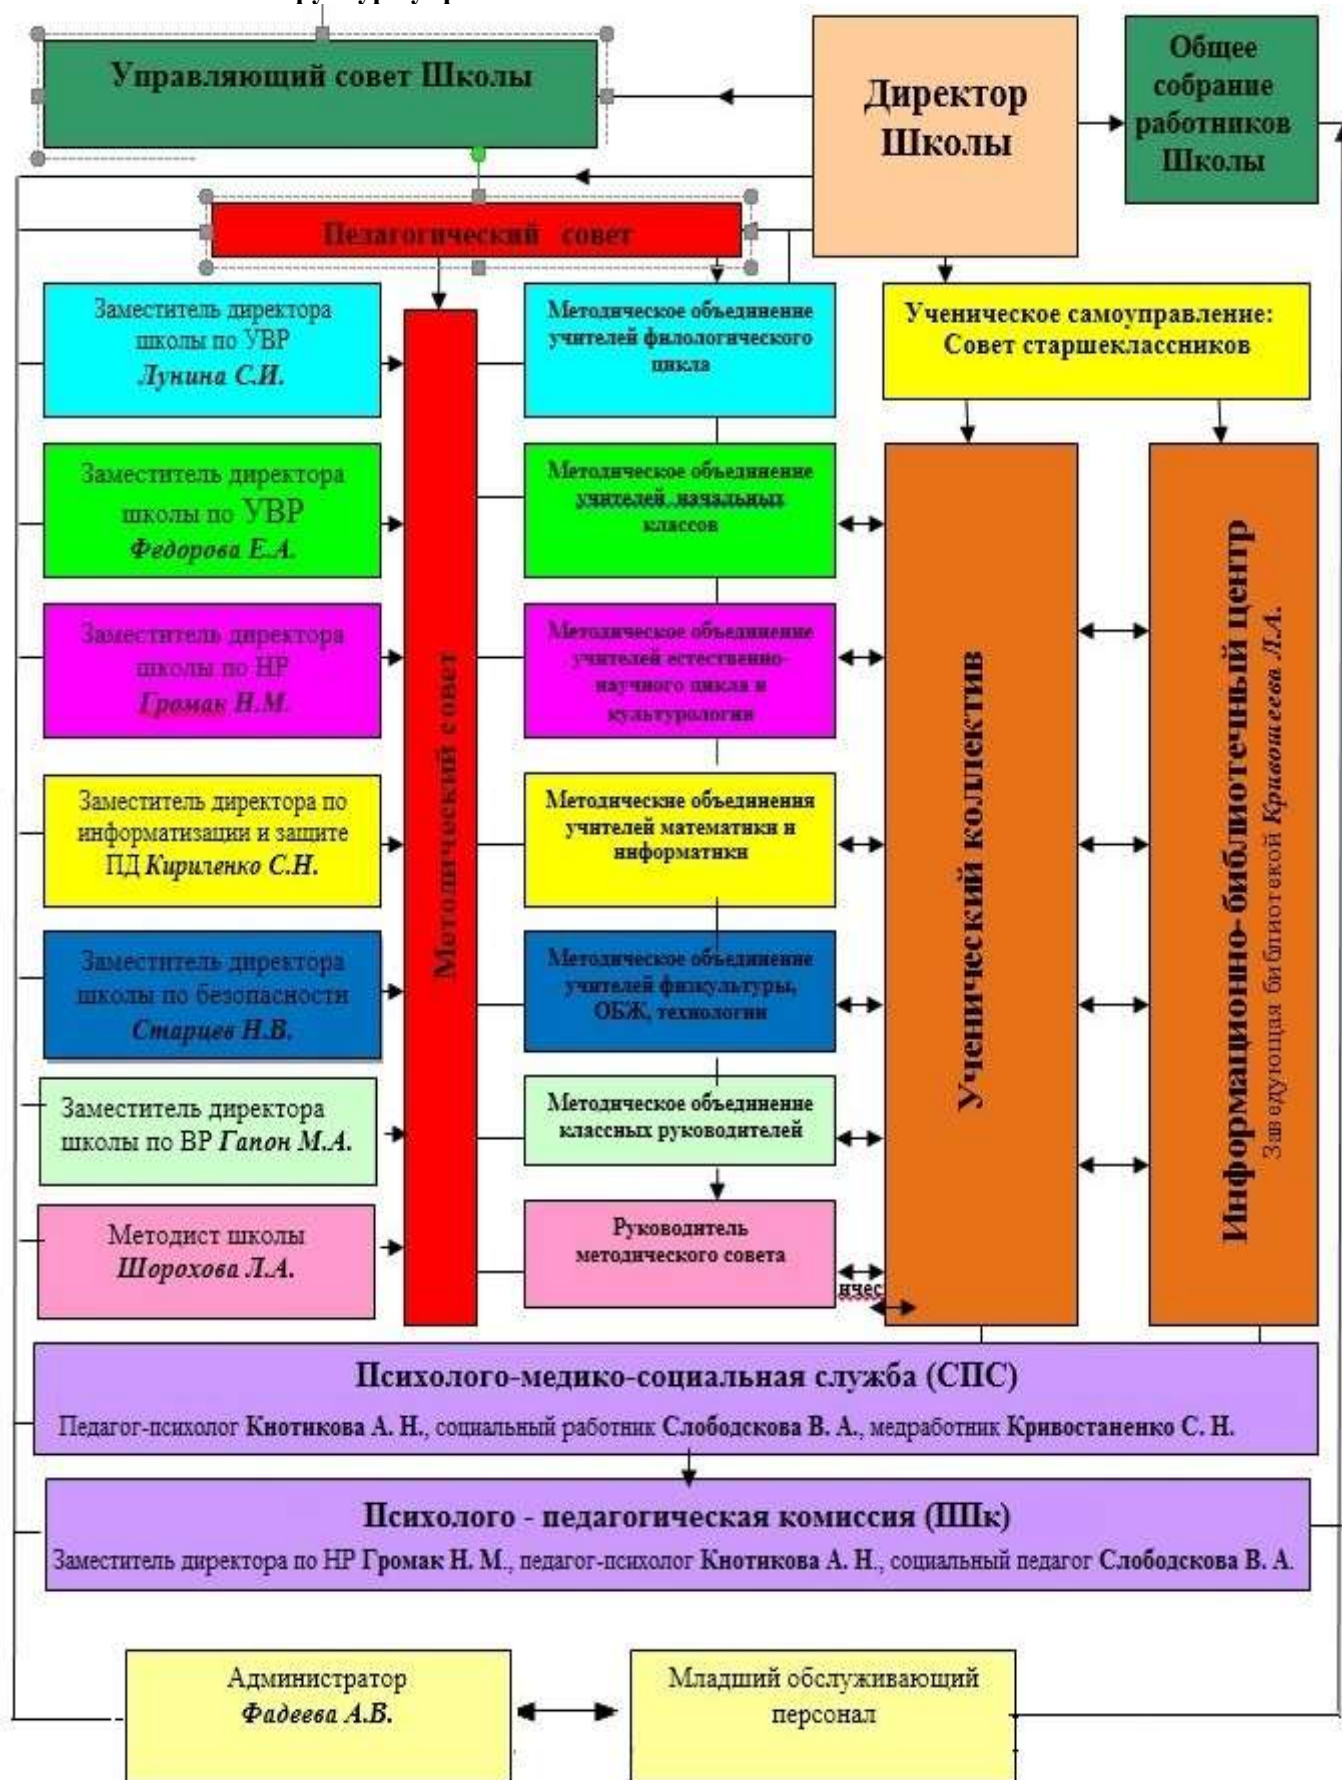 Управляющий совет Школы
Директор
Школы
Общее
собрание
работников
Школы
Педагогический совет
Заместитель директора
школы по УВР
Лунина С.И.
Методическое объединение
учителей филологического
цикла
Ученическое самоуправление:
Совет старшеклассников
Заместитель директора
школы по УВР
Федорова Е.А.
Методическое объединение
учителей начальных
классов
Заместитель директора
школы по НР
Громак Н.М.
Методическое объединение
учителей естественно-
научного цикла и
культурологии
Заместитель директора по
информатизации и защите
ПД Кириленко С.Н.
Методические объединения
учителей математики и
информатики
Заместитель директора
школы по безопасности
Старцев Н.В.
Методическое объединение
учителей физкультуры,
ОБЖ, технологии
Заместитель директора
школы по ВР Гапон М.А.
Методическое объединение
классных руководителей
Методист школы
Шорохова Л.А.
Руководитель
методического совета
Методический совет
Ученический коллектив
Информационно-библиотечный центр
Заведующая библиотекой Кривошеева Л.А.
ичес
Психолого-медико-социальная служба (СПС)
Педагог-психолог Кнотикова А. Н., социальный работник Слободскова В. А., медработник Кривостаненко С. Н.
Психолого - педагогическая комиссия (ППк)
Заместитель директора по НР Громак Н. М., педагог-психолог Кнотикова А. Н., социальный педагог Слободскова В. А.
Администратор
Фадеева А.В.
Младший обслуживающий
персонал